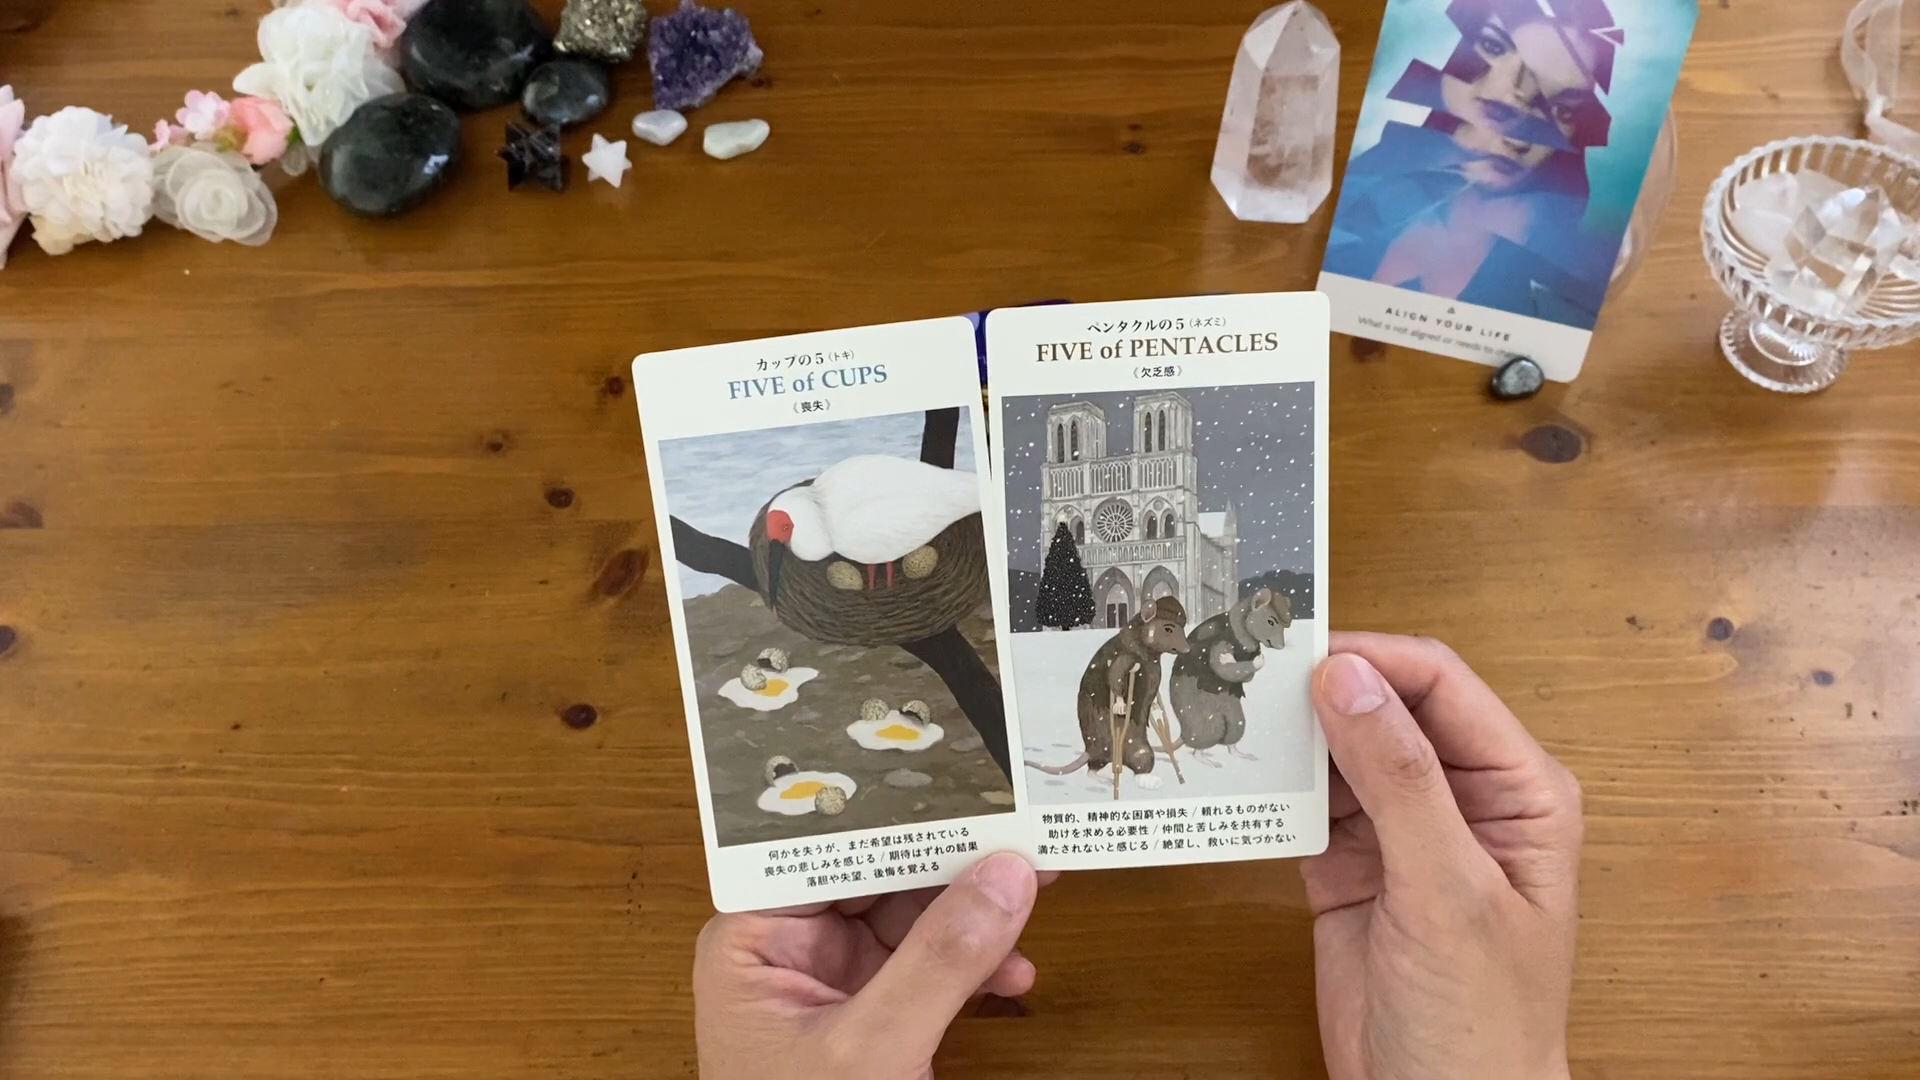 カップの5（トキ）
FIVE of CUPS
《喪失》
何かを失うが、まだ希望は残されている
喪失の悲しみを感じる / 期待はずれの結果
落胆や失望、後悔を覚える
ペンタクルの5（ネズミ）
FIVE of PENTACLES
《欠乏感》
物質的、精神的な困窮や損失 / 頼れるものがない
助けを求める必要性 / 仲間と苦しみを共有する
満たされないと感じる / 絶望し、救いに気づかない
ALIGN YOUR LIFE
What is not aligned or needs to